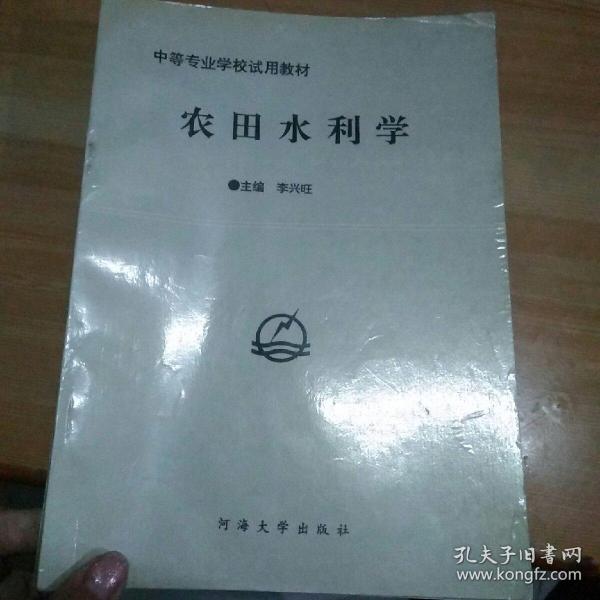 中等专业学校试用教材
农田水利学
●主编 李兴旺
河海大学出版社
孔夫子旧书网
www.kongfz.com